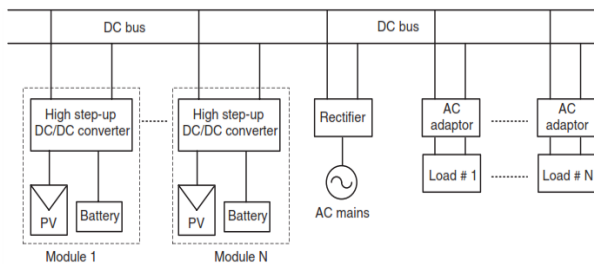 DC bus
DC bus
High step-up
DC/DC converter
High step-up
DC/DC converter
Rectifier
AC
adaptor
AC
adaptor
PV
Battery
PV
Battery
AC mains
Load # 1
Load # N
Module 1
Module N